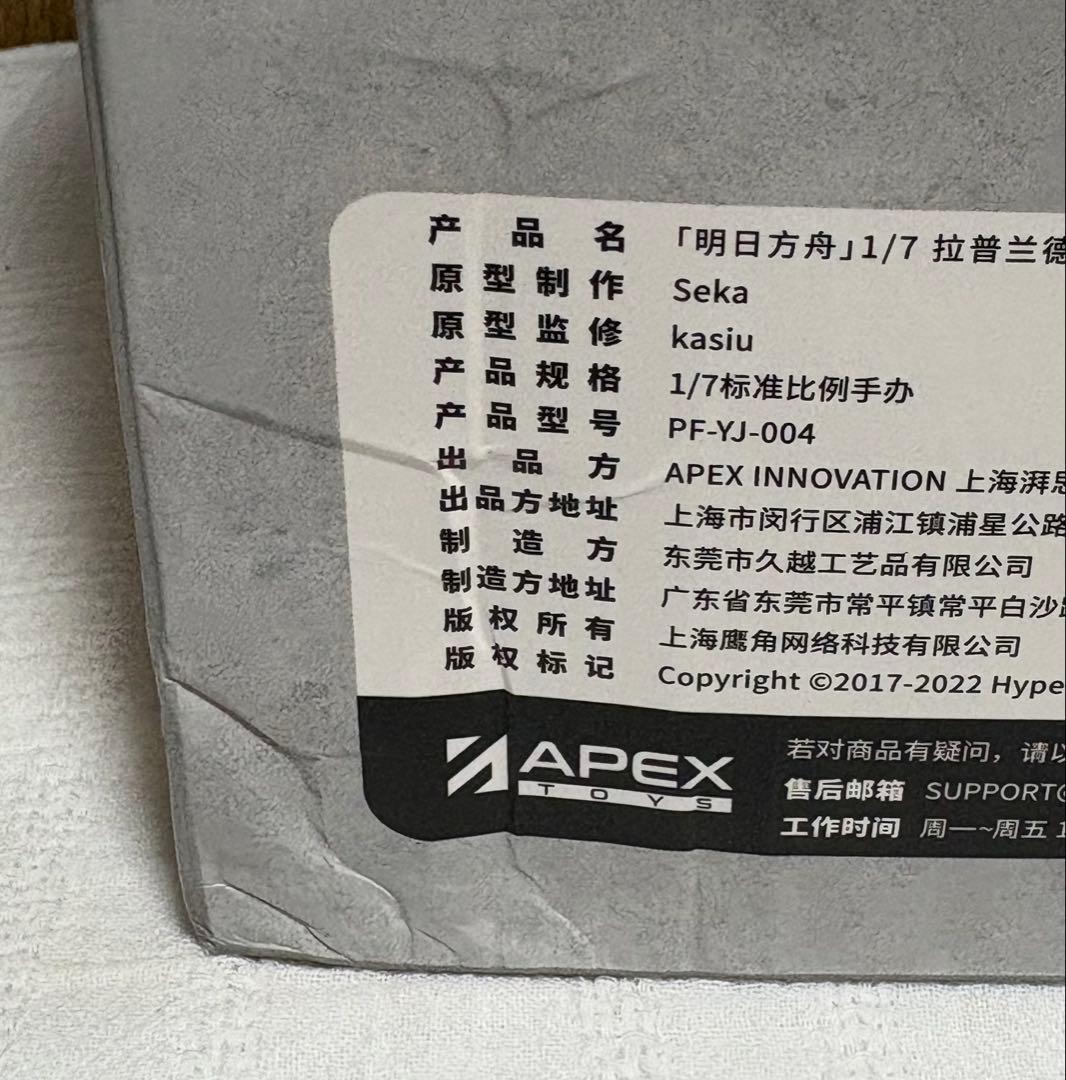 产品名 「明日方舟」1/7 拉普兰德
原型制作 Seka
原型监修 kasiu
产品规格 1/7标准比例手办
产品型号 PF-YJ-004
出品方 APEX INNOVATION 上海湃思
出品方地址 上海市闵行区浦江镇浦星公路
制造方 东莞市久越工艺品有限公司
制造方地址 广东省东莞市常平镇常平白沙路
版权所有 上海鹰角网络科技有限公司
版权标记 Copyright ©2017-2022 Hype
APEX
TOYS
若对商品有疑问，请以
售后邮箱 SUPPORT@
工作时间 周一~周五 1